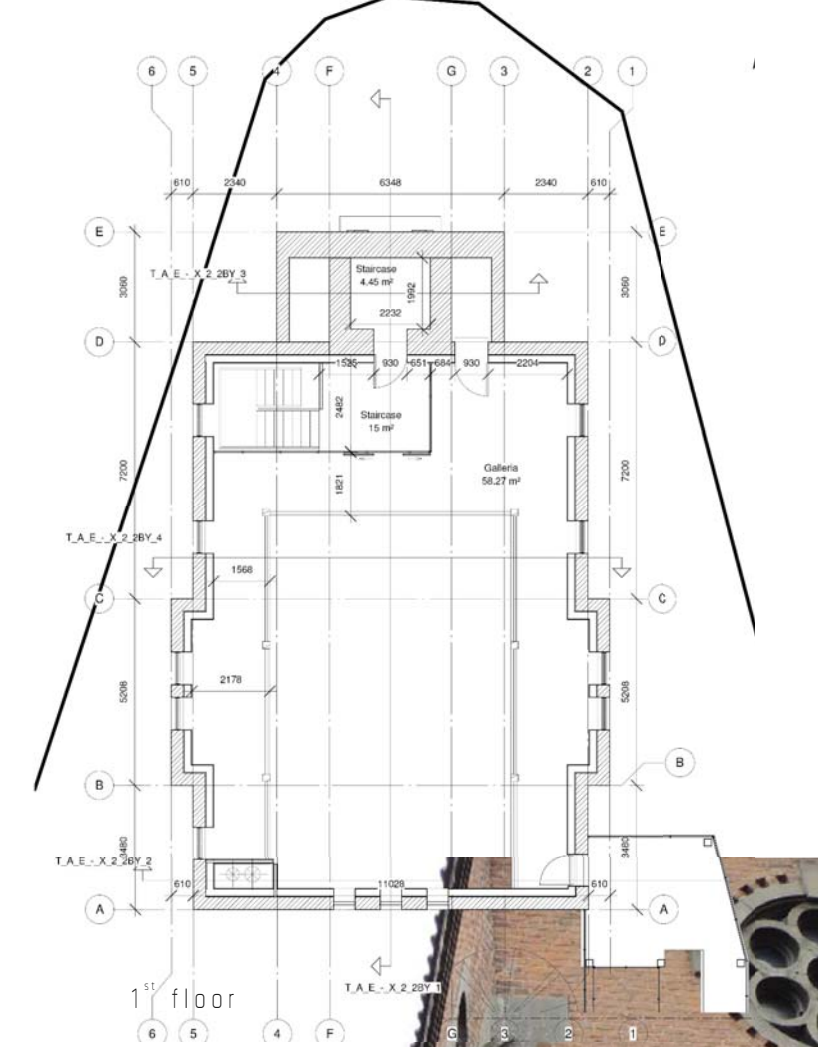 6 5 4 F G 3 2 1
610 2340 6348 2340 610
E E
T_A_E_-_X_2_2BY_3
Staircase
4.45 m²
1992
3060 3060
2232
D D
1525 930 651 684 930 2204
2482
Staircase
15 m²
Galleria
58.27 m²
7200 7200
1821
T_A_E_-_X_2_2BY_4
1568
C C
2178
5208 5208
B B
3480 3480
T_A_E_-_X_2_2BY_2
610 11028 610
A A
T_A_E_-_X_2_2BY_1
1st floor
6 5 4 F G 3 2 1